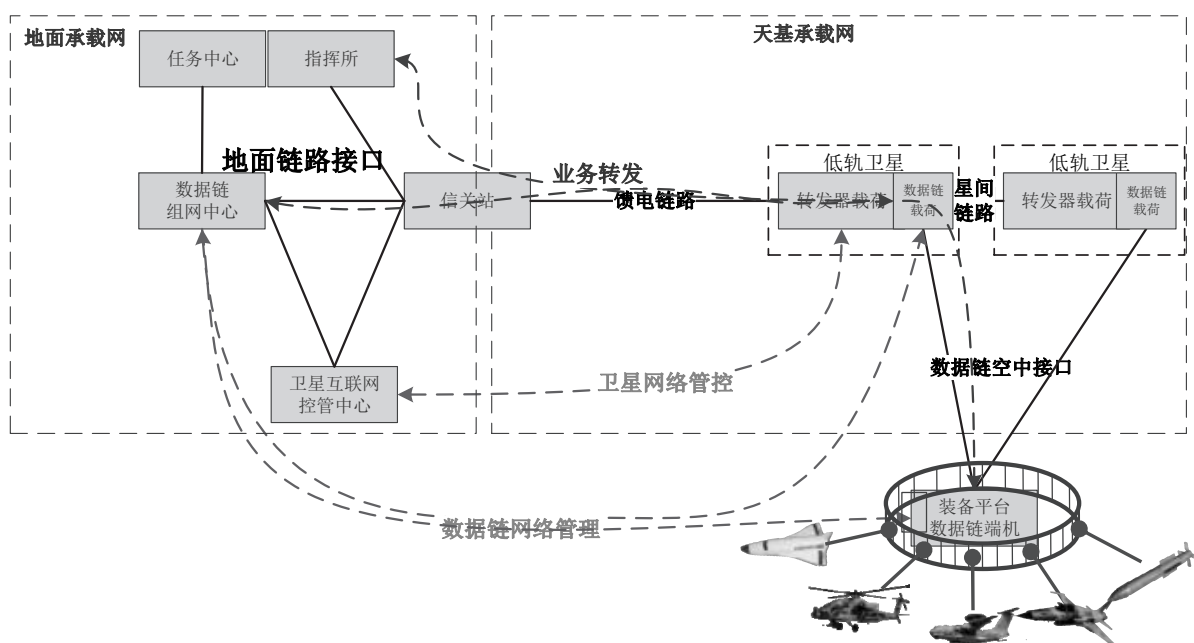 地面承载网
天基承载网
任务中心
指挥所
地面链路接口
数据链
组网中心
信关站
业务转发
馈电链路
低轨卫星
转发器载荷
数据链
载荷
星间
链路
低轨卫星
转发器载荷
数据链
载荷
卫星互联网
控管中心
卫星网络管控
数据链空中接口
数据链网络管理
装备平台
数据链端机